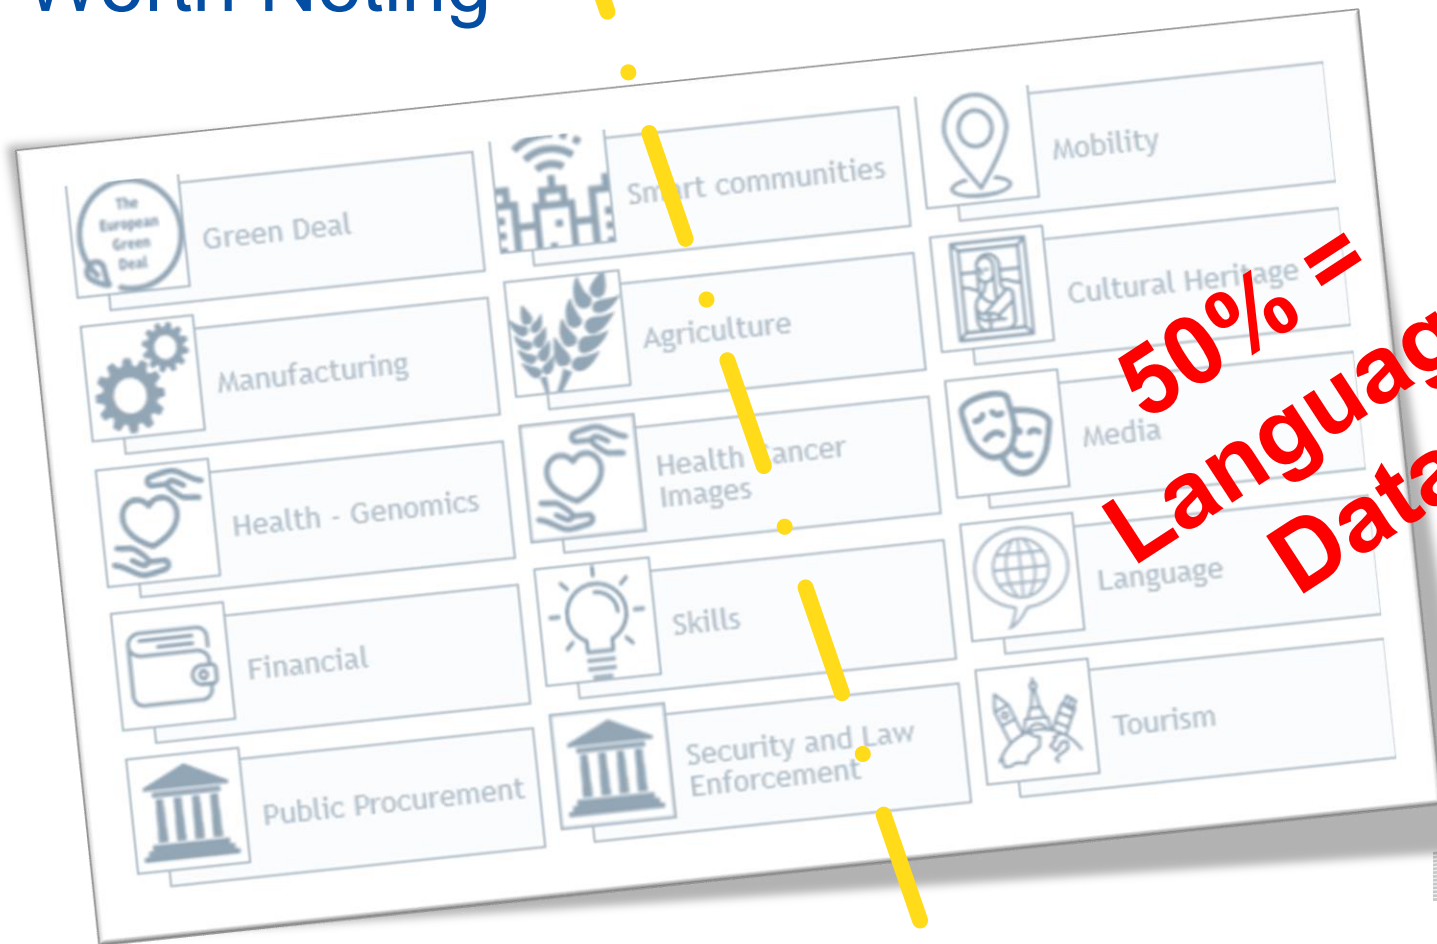 Worth Noting
The
European
Green
Deal
Green Deal
Manufacturing
Health - Genomics
Financial
Public Procurement
Smart communities
Agriculture
Health Cancer
Images
Skills
Security and Law
Enforcement
Mobility
Cultural Heritage
Media
Language
Tourism
50% =
Languag
Data